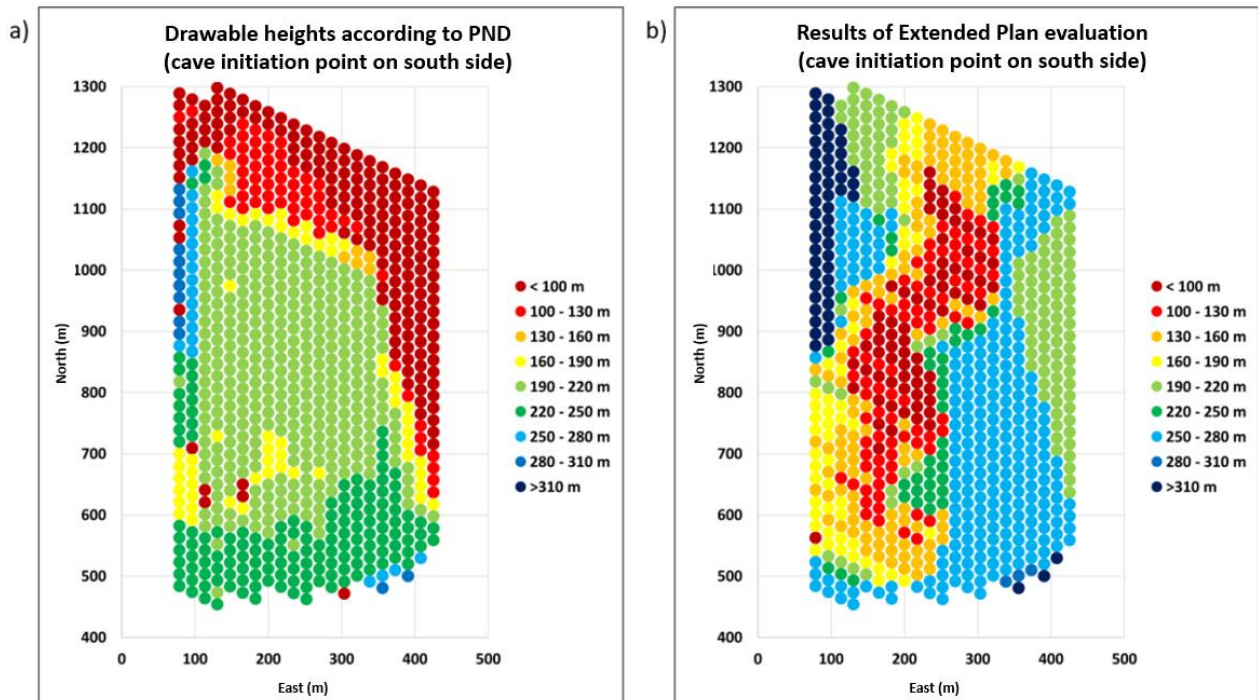 a)
Drawable heights according to PND
(cave initiation point on south side)
1300
1200
1100
1000
900
800
700
600
500
400
0
100
200
300
400
500
North (m)
East (m)
< 100 m
100 - 130 m
130 - 160 m
160 - 190 m
190 - 220 m
220 - 250 m
250 - 280 m
280 - 310 m
>310 m
b)
Results of Extended Plan evaluation
(cave initiation point on south side)
1300
1200
1100
1000
900
800
700
600
500
400
0
100
200
300
400
500
North (m)
East (m)
< 100 m
100 - 130 m
130 - 160 m
160 - 190 m
190 - 220 m
220 - 250 m
250 - 280 m
280 - 310 m
>310 m